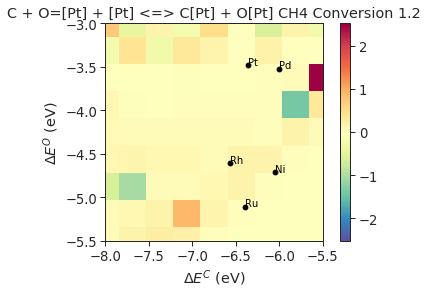 C + O=[Pt] + [Pt] <=> C[Pt] + O[Pt] CH4 Conversion 1.2
−3.0
−3.5
−4.0
−4.5
−5.0
−5.5
ΔE^O (eV)
Pt
Pd
Rh
Ni
Ru
−8.0 −7.5 −7.0 −6.5 −6.0 −5.5
ΔE^C (eV)
2
1
0
−1
−2